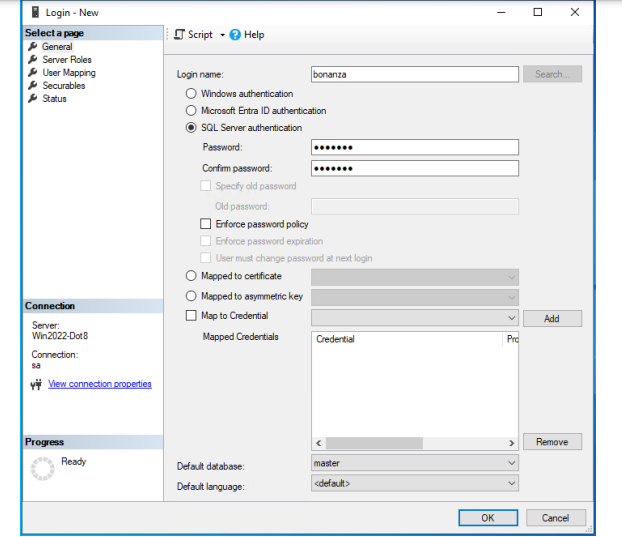 Login - New
Select a page
General
Server Roles
User Mapping
Securables
Status
Script Help
Login name: bonanza Search...
Windows authentication
Microsoft Entra ID authentication
SQL Server authentication
Password: ●●●●●●●
Confirm password: ●●●●●●●
Specify old password
Old password:
Enforce password policy
Enforce password expiration
User must change password at next login
Mapped to certificate
Mapped to asymmetric key
Map to Credential Add
Mapped Credentials Credential Pro
Remove
Default database: master
Default language: <default>
Connection
Server:
Win2022-Dot8
Connection:
sa
View connection properties
Progress
Ready
OK Cancel